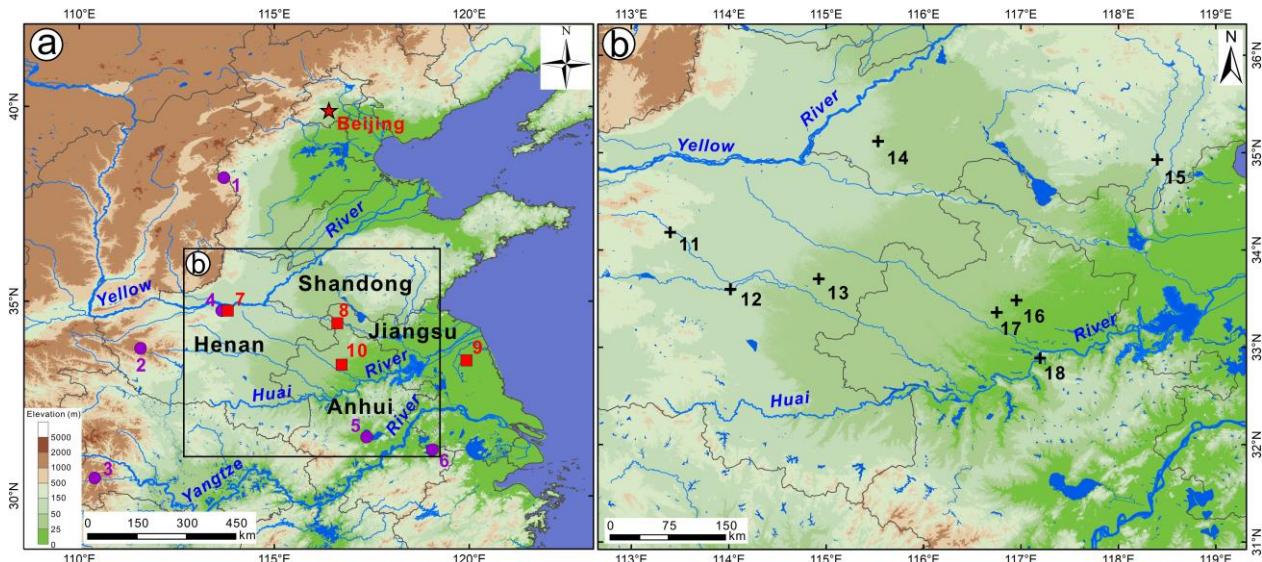 110°E 115°E 120°E
a
N
40°N
Beijing
1
River
b
Shandong
Yellow
4 7
35°N
8
Jiangsu
Henan
2
10
River
9
Huai
Anhui
River
5
6
Elevation (m)
5000
2000
1000
500
150
50
25
0
3
Yangtze
30°N
0 150 300 450
km
110°E 115°E 120°E
113°E 114°E 115°E 116°E 117°E 118°E 119°E
b
N
36°N
River
Yellow
14
35°N
15
11
34°N
12
13
16
17
River
33°N
18
Huai
32°N
0 75 150
km
31°N
113°E 114°E 115°E 116°E 117°E 118°E 119°E